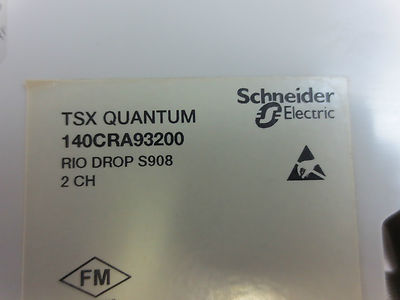 Schneider
Electric
TSX QUANTUM
140CRA93200
RIO DROP S908
2 CH
FM